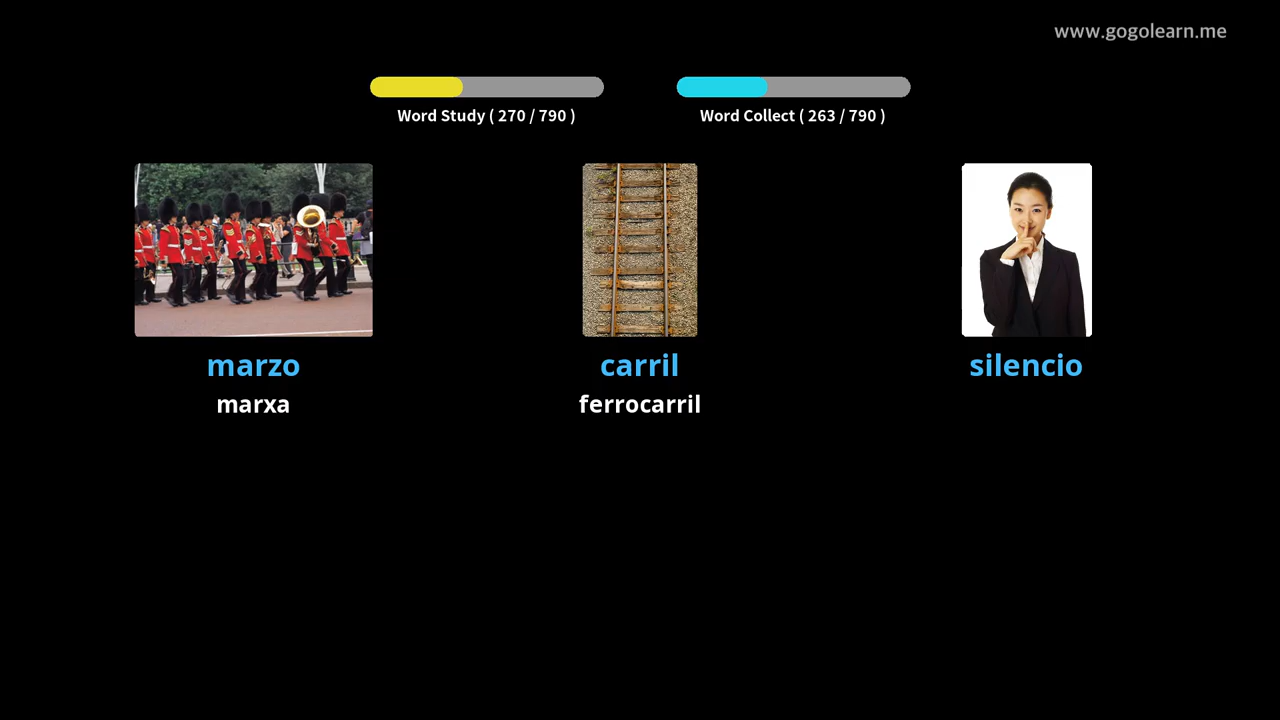 www.gogolearn.me
Word Study ( 270 / 790 )
Word Collect ( 263 / 790 )
marzo
carril
silencio
marxa
ferrocarril